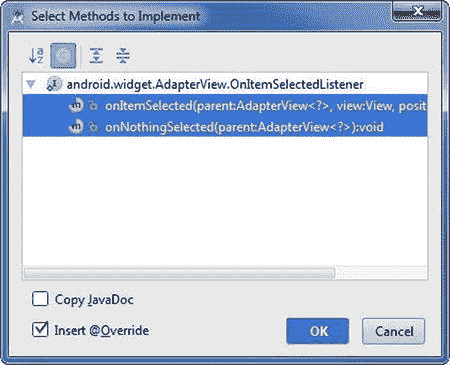 Select Methods to Implement
android.widget.AdapterView.OnItemSelectedListener
onItemSelected(parent:AdapterView<?>, view:View, posit
onNothingSelected(parent:AdapterView<?>):void
Copy JavaDoc
Insert @Override
OK
Cancel